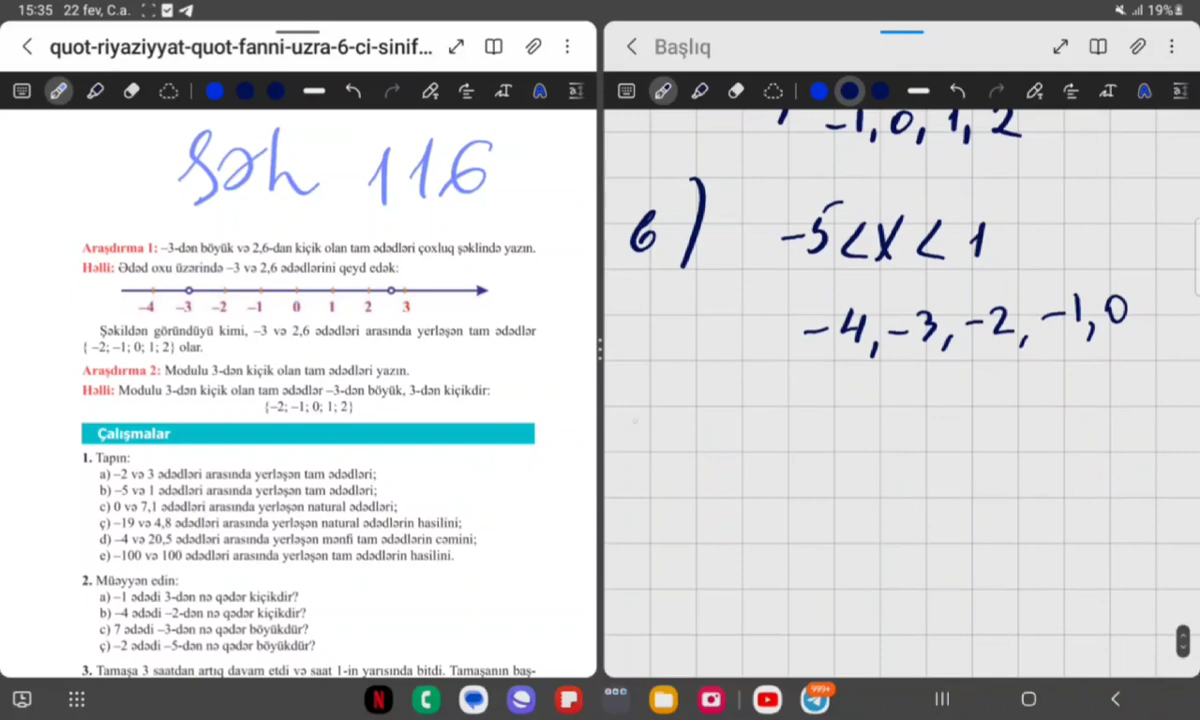 15:35 22 fev, C.a. 19%
quot-riyaziyyat-quot-fanni-uzra-6-ci-sinif...
Səh 116
Araşdırma 1: –3-dən böyük və 2,6-dan kiçik olan tam ədədləri çoxluq şəklində yazın.
Həlli: Ədəd oxu üzərində –3 və 2,6 ədədlərini qeyd edək:
–4 –3 –2 –1 0 1 2 3
Şəkildən göründüyü kimi, –3 və 2,6 ədədləri arasında yerləşən tam ədədlər
{ –2; –1; 0; 1; 2} olar.
Araşdırma 2: Modulu 3-dən kiçik olan tam ədədləri yazın.
Həlli: Modulu 3-dən kiçik olan tam ədədlər –3-dən böyük, 3-dən kiçikdir:
{–2; –1; 0; 1; 2}
Çalışmalar
1. Tapın:
a) –2 və 3 ədədləri arasında yerləşən tam ədədləri;
b) –5 və 1 ədədləri arasında yerləşən tam ədədləri;
c) 0 və 7,1 ədədləri arasında yerləşən natural ədədləri;
ç) –19 və 4,8 ədədləri arasında yerləşən natural ədədlərin hasilini;
d) –4 və 20,5 ədədləri arasında yerləşən mənfi tam ədədlərin cəmini;
e) –100 və 100 ədədləri arasında yerləşən tam ədədlərin hasilini.
2. Müəyyən edin:
a) –1 ədədi 3-dən nə qədər kiçikdir?
b) –4 ədədi –2-dən nə qədər kiçikdir?
c) 7 ədədi –3-dən nə qədər böyükdür?
ç) –2 ədədi –5-dən nə qədər böyükdür?
3. Tamaşa 3 saatdan artıq davam etdi və saat 1-in yarısında bitdi. Tamaşanın baş-
Başlıq
-1, 0, 1, 2
b) -5 < x < 1
-4, -3, -2, -1, 0
999+